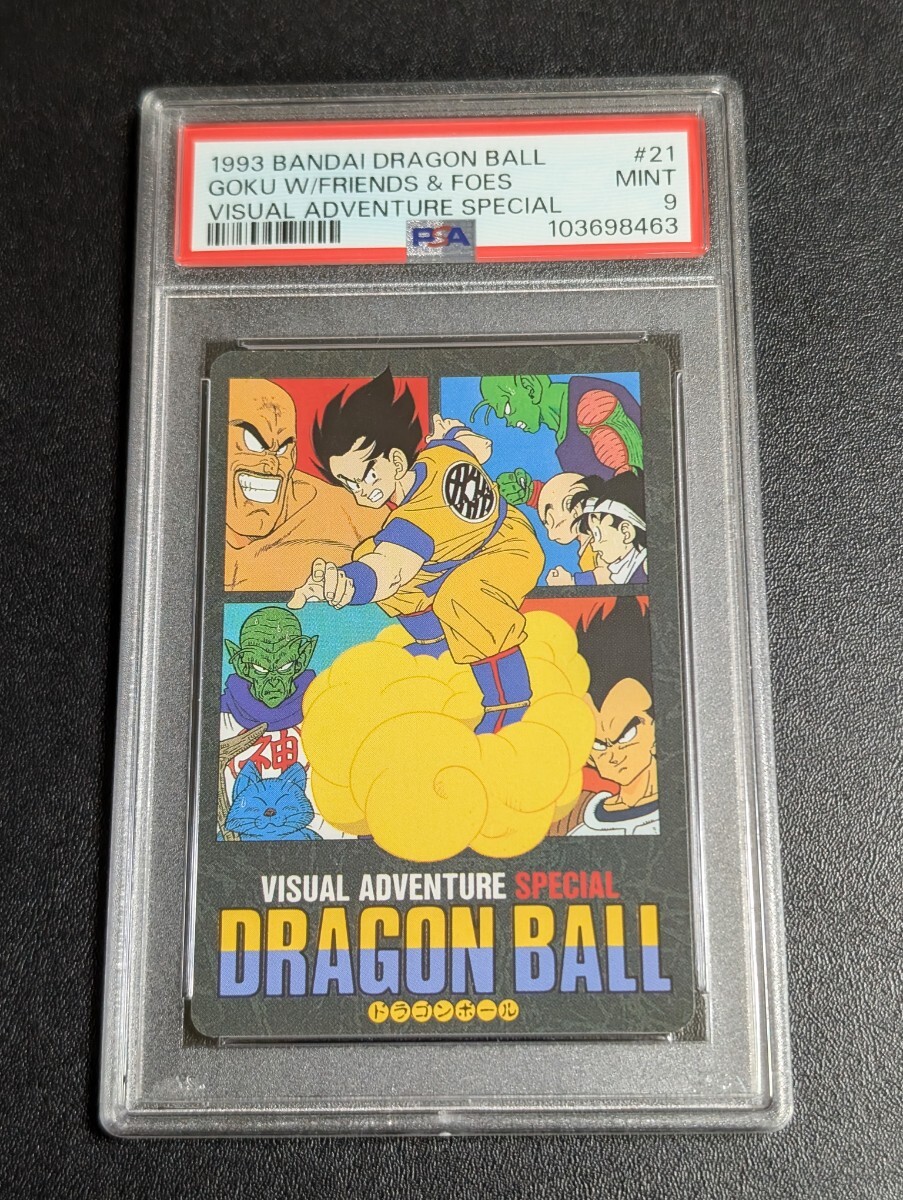 1993 BANDAI DRAGON BALL #21
GOKU W/FRIENDS & FOES MINT
VISUAL ADVENTURE SPECIAL 9
PSA 103698463
神
VISUAL ADVENTURE SPECIAL
DRAGON BALL
ドラゴンボール